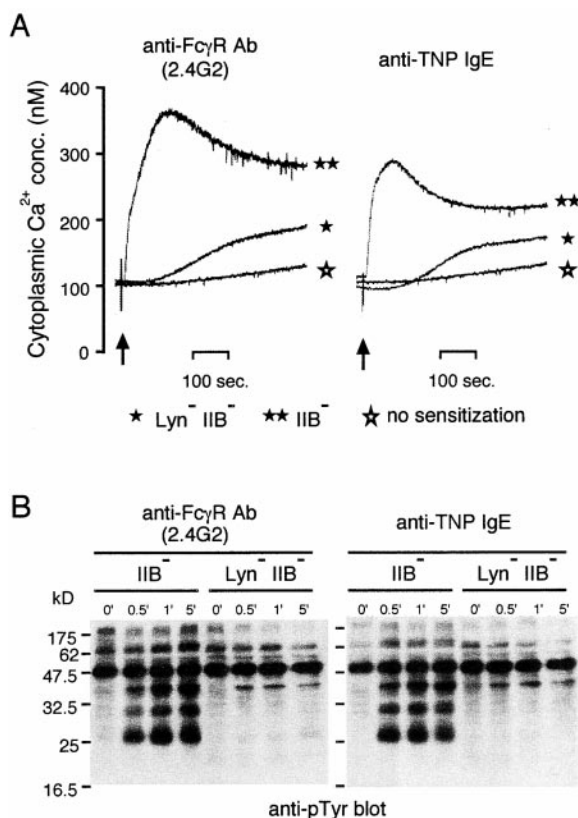 A
anti-FcγR Ab
(2.4G2)
anti-TNP IgE
Cytoplasmic Ca2+ conc. (nM)
400
300
200
100
0
★★
★
☆
★★
★
☆
100 sec.
100 sec.
★ Lyn- IIB- ★★ IIB- ☆ no sensitization
B
anti-FcγR Ab
(2.4G2)
anti-TNP IgE
IIB- Lyn- IIB- IIB- Lyn- IIB-
kD 0' 0.5' 1' 5' 0' 0.5' 1' 5' 0' 0.5' 1' 5' 0' 0.5' 1' 5'
175
62
47.5
32.5
25
16.5
anti-pTyr blot